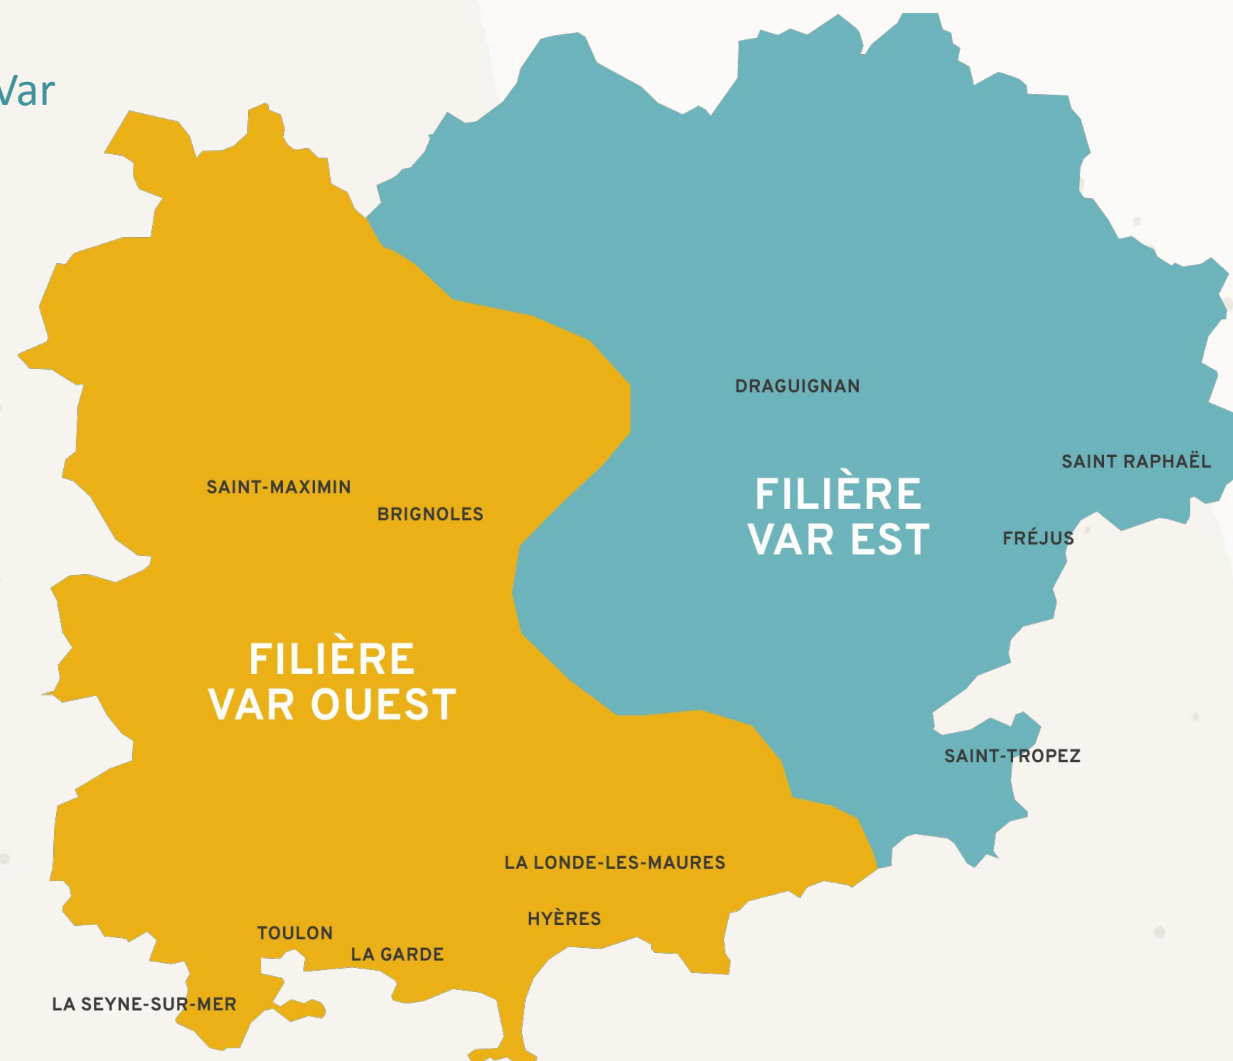 Var
DRAGUIGNAN
SAINT RAPHAËL
SAINT-MAXIMIN
BRIGNOLES
FILIÈRE
VAR EST
FRÉJUS
FILIÈRE
VAR OUEST
SAINT-TROPEZ
LA LONDE-LES-MAURES
HYÈRES
TOULON
LA GARDE
LA SEYNE-SUR-MER